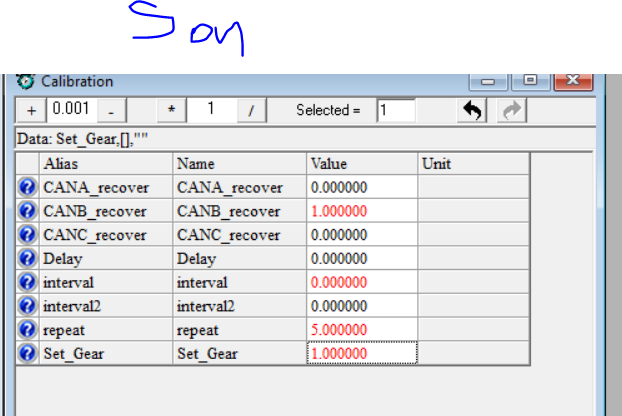 Son
Calibration
+ 0.001 - * 1 / Selected = 1
Data: Set_Gear,[],""
Alias Name Value Unit
CANA_recover CANA_recover 0.000000
CANB_recover CANB_recover 1.000000
CANC_recover CANC_recover 0.000000
Delay Delay 0.000000
interval interval 0.000000
interval2 interval2 0.000000
repeat repeat 5.000000
Set_Gear Set_Gear 1.000000